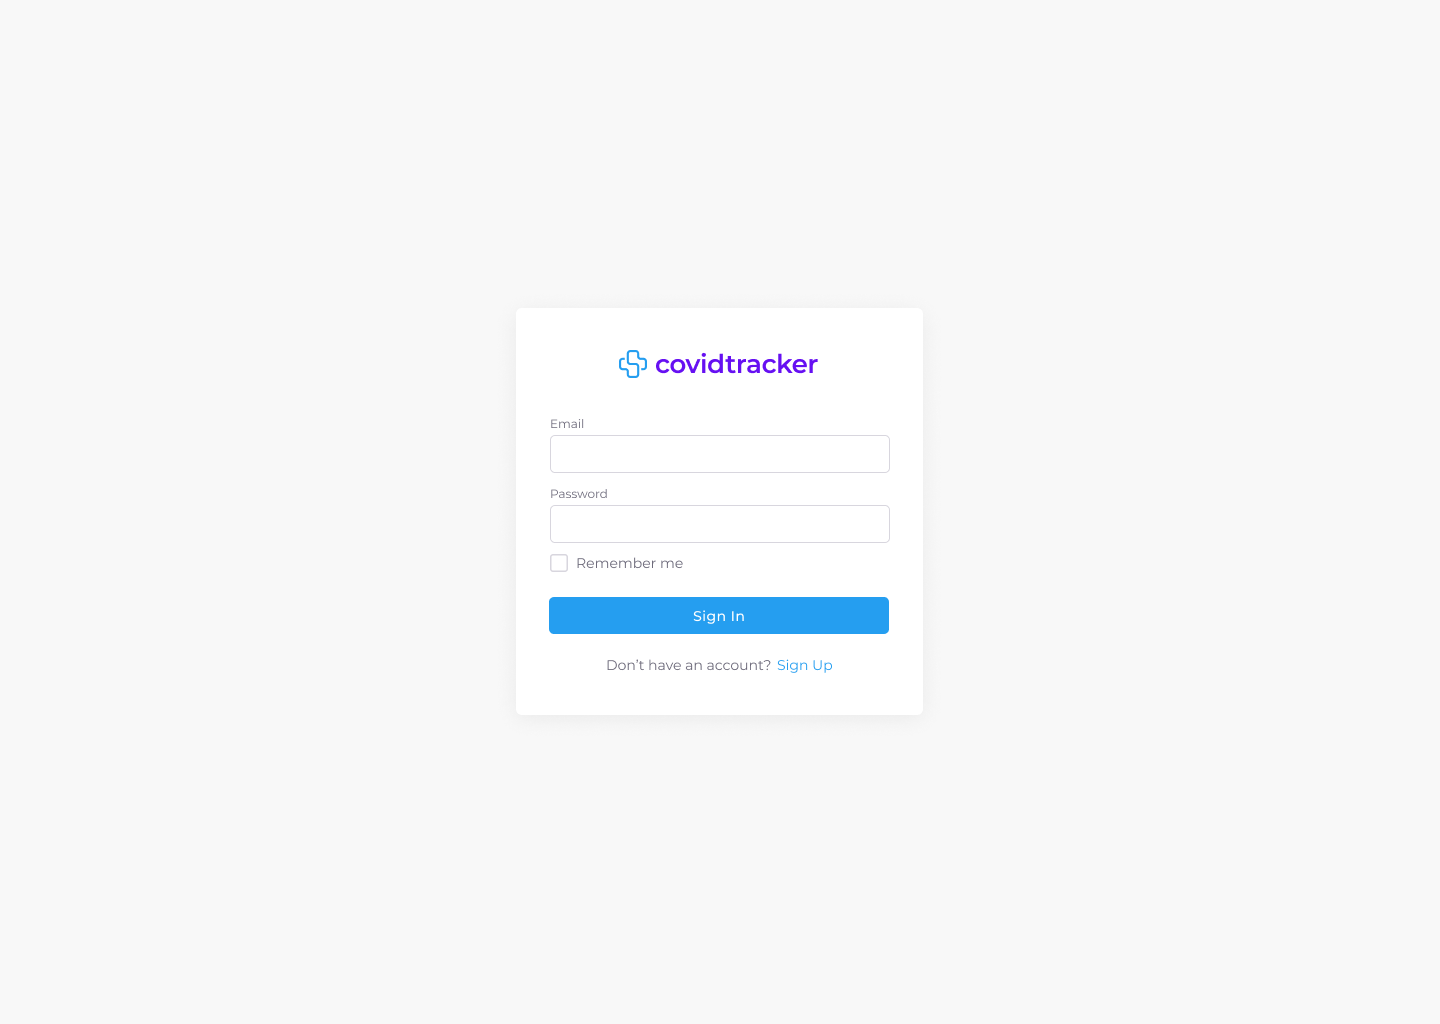 covidtracker
Email
Password
Remember me
Sign In
Don’t have an account? Sign Up